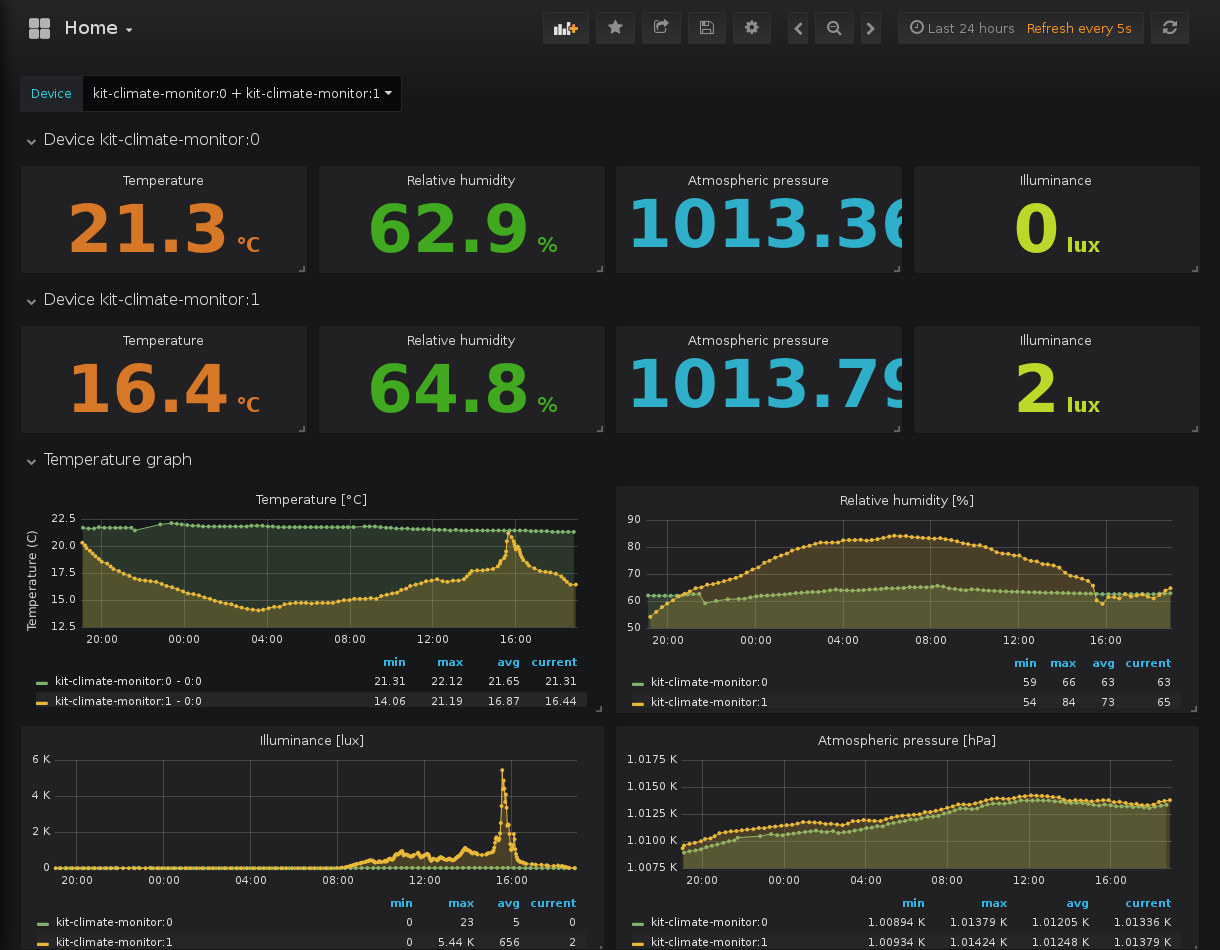 Home
Last 24 hours Refresh every 5s
Device kit-climate-monitor:0 + kit-climate-monitor:1
Device kit-climate-monitor:0
Temperature Relative humidity Atmospheric pressure Illuminance
21.3 °C 62.9 % 1013.36 0 lux
Device kit-climate-monitor:1
Temperature Relative humidity Atmospheric pressure Illuminance
16.4 °C 64.8 % 1013.79 2 lux
Temperature graph
Temperature [°C]
Temperature (C)
22.5
20.0
17.5
15.0
12.5
20:00 00:00 04:00 08:00 12:00 16:00
min max avg current
kit-climate-monitor:0 - 0:0 21.31 22.12 21.65 21.31
kit-climate-monitor:1 - 0:0 14.06 21.19 16.87 16.44
Relative humidity [%]
90
80
70
60
50
20:00 00:00 04:00 08:00 12:00 16:00
min max avg current
kit-climate-monitor:0 59 66 63 63
kit-climate-monitor:1 54 84 73 65
Illuminance [lux]
6 K
4 K
2 K
0
20:00 00:00 04:00 08:00 12:00 16:00
min max avg current
kit-climate-monitor:0 0 23 5 0
kit-climate-monitor:1 0 5.44 K 656 2
Atmospheric pressure [hPa]
1.0175 K
1.0150 K
1.0125 K
1.0100 K
1.0075 K
20:00 00:00 04:00 08:00 12:00 16:00
min max avg current
kit-climate-monitor:0 1.00894 K 1.01379 K 1.01205 K 1.01336 K
kit-climate-monitor:1 1.00934 K 1.01424 K 1.01248 K 1.01379 K